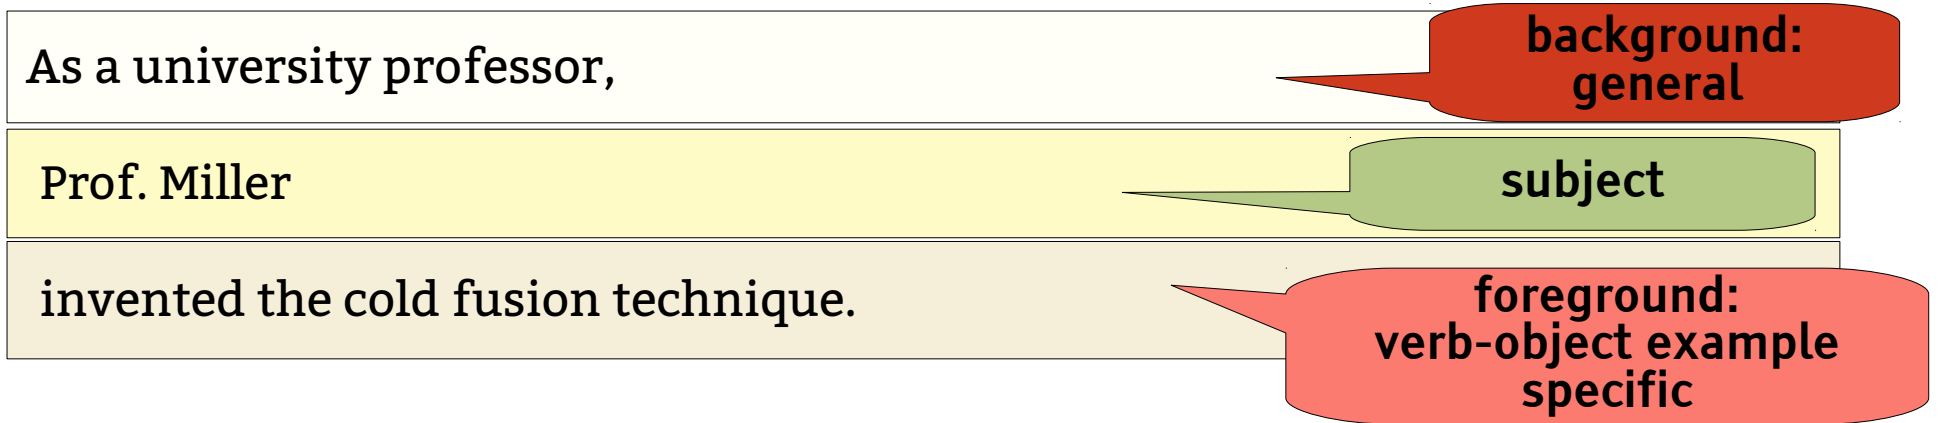 As a university professor,
background:
general
Prof. Miller
subject
invented the cold fusion technique.
foreground:
verb-object example
specific